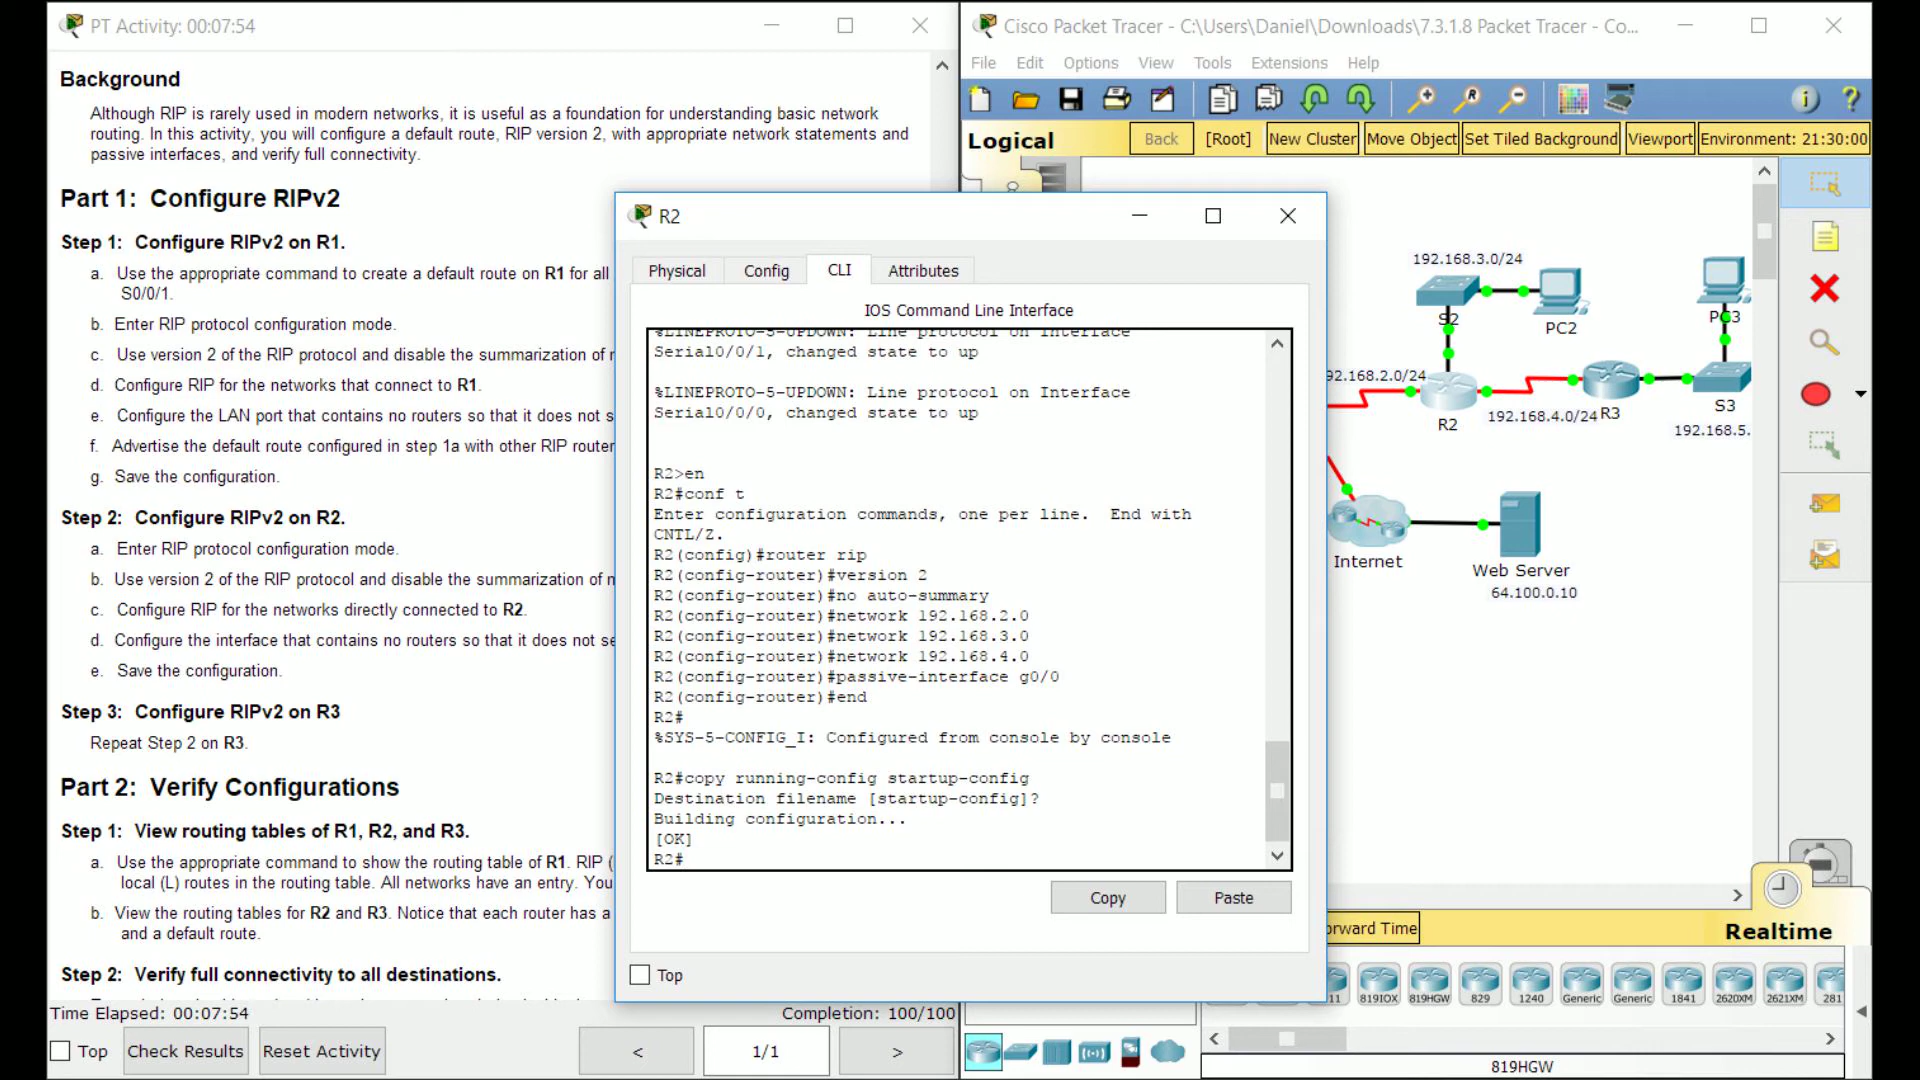 PT Activity: 00:07:54
Background
Although RIP is rarely used in modern networks, it is useful as a foundation for understanding basic network
routing. In this activity, you will configure a default route, RIP version 2, with appropriate network statements and
passive interfaces, and verify full connectivity.
Part 1: Configure RIPv2
Step 1: Configure RIPv2 on R1.
a. Use the appropriate command to create a default route on R1 for all
S0/0/1.
b. Enter RIP protocol configuration mode.
c. Use version 2 of the RIP protocol and disable the summarization of
d. Configure RIP for the networks that connect to R1.
e. Configure the LAN port that contains no routers so that it does not s
f. Advertise the default route configured in step 1a with other RIP router
g. Save the configuration.
Step 2: Configure RIPv2 on R2.
a. Enter RIP protocol configuration mode.
b. Use version 2 of the RIP protocol and disable the summarization of
c. Configure RIP for the networks directly connected to R2.
d. Configure the interface that contains no routers so that it does not se
e. Save the configuration.
Step 3: Configure RIPv2 on R3
Repeat Step 2 on R3.
Part 2: Verify Configurations
Step 1: View routing tables of R1, R2, and R3.
a. Use the appropriate command to show the routing table of R1. RIP (
local (L) routes in the routing table. All networks have an entry. You
b. View the routing tables for R2 and R3. Notice that each router has a
and a default route.
Step 2: Verify full connectivity to all destinations.
Time Elapsed: 00:07:54
Completion: 100/100
Top
Check Results
Reset Activity
<
1/1
>
R2
Physical
Config
CLI
Attributes
IOS Command Line Interface
%LINEPROTO-5-UPDOWN: Line protocol on Interface
Serial0/0/1, changed state to up
%LINEPROTO-5-UPDOWN: Line protocol on Interface
Serial0/0/0, changed state to up
R2>en
R2#conf t
Enter configuration commands, one per line. End with
CNTL/Z.
R2(config)#router rip
R2(config-router)#version 2
R2(config-router)#no auto-summary
R2(config-router)#network 192.168.2.0
R2(config-router)#network 192.168.3.0
R2(config-router)#network 192.168.4.0
R2(config-router)#passive-interface g0/0
R2(config-router)#end
R2#
%SYS-5-CONFIG_I: Configured from console by console
R2#copy running-config startup-config
Destination filename [startup-config]?
Building configuration...
[OK]
R2#
Copy
Paste
Top
Cisco Packet Tracer - C:\Users\Daniel\Downloads\7.3.1.8 Packet Tracer - Co...
File Edit Options View Tools Extensions Help
Logical
Back
[Root]
New Cluster
Move Object
Set Tiled Background
Viewport
Environment: 21:30:00
192.168.3.0/24
S2
PC2
PC3
92.168.2.0/24
R2
192.168.4.0/24
R3
S3
192.168.5.
Internet
Web Server
64.100.0.10
orward Time
Realtime
11
819IOX
819HGW
829
1240
Generic
Generic
1841
2620XM
2621XM
281
819HGW